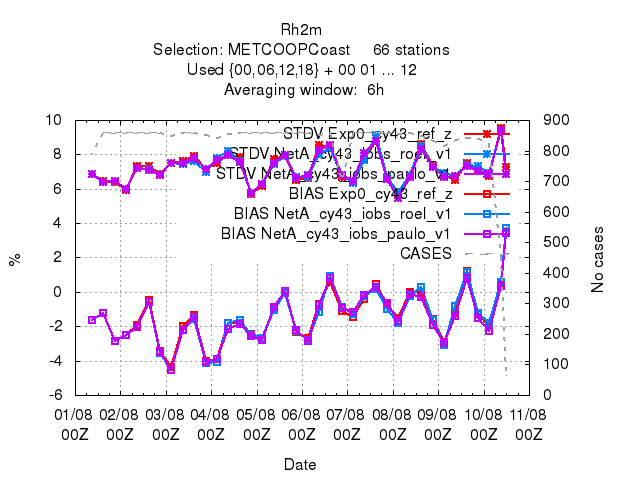 Rh2m
Selection: METCOOPCoast 66 stations
Used {00,06,12,18} + 00 01 ... 12
Averaging window: 6h
STDV Exp0_cy43_ref_z
STDV NetA_cy43_iobs_roel_v1
STDV NetA_cy43_iobs_paulo_v1
BIAS Exp0_cy43_ref_z
BIAS NetA_cy43_iobs_roel_v1
BIAS NetA_cy43_iobs_paulo_v1
CASES
%
10
8
6
4
2
0
-2
-4
-6
No cases
900
800
700
600
500
400
300
200
100
0
01/08 02/08 03/08 04/08 05/08 06/08 07/08 08/08 09/08 10/08 11/08
00Z 00Z 00Z 00Z 00Z 00Z 00Z 00Z 00Z 00Z 00Z
Date